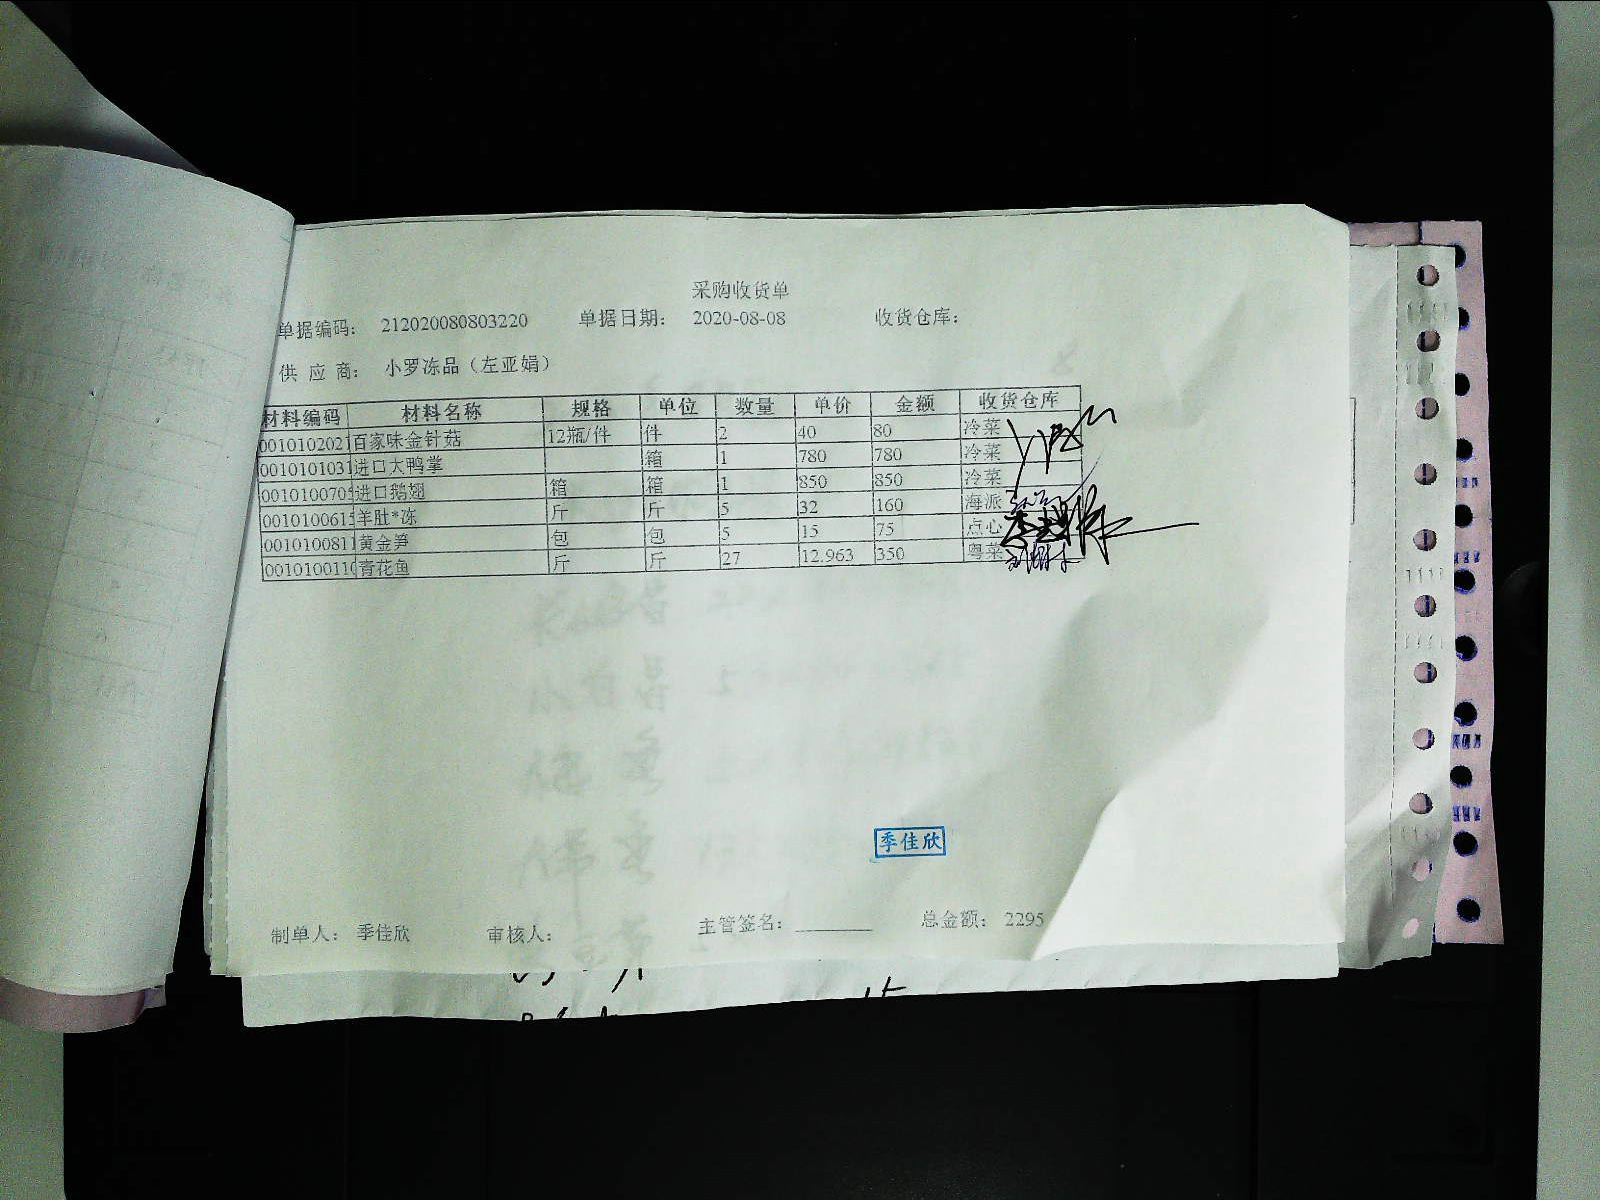 采购收货单
单据编码： 212020080803220 单据日期： 2020-08-08 收货仓库：
供 应 商： 小罗冻品（左亚娟）
材料编码 材料名称 规格 单位 数量 单价 金额 收货仓库
0010102021 百家味金针菇 12瓶/件 件 2 40 80 冷菜
0010101031 进口大鸭掌 箱 1 780 780 冷菜
001010070 进口鹅翅 箱 箱 1 850 850 冷菜
001010061 羊肚*冻 斤 斤 5 32 160 海派
0010100811 黄金笋 包 包 5 15 75 点心
001010011 青花鱼 斤 斤 27 12.963 350 粤菜
季佳欣
制单人： 季佳欣 审核人： 主管签名： 总金额： 2295